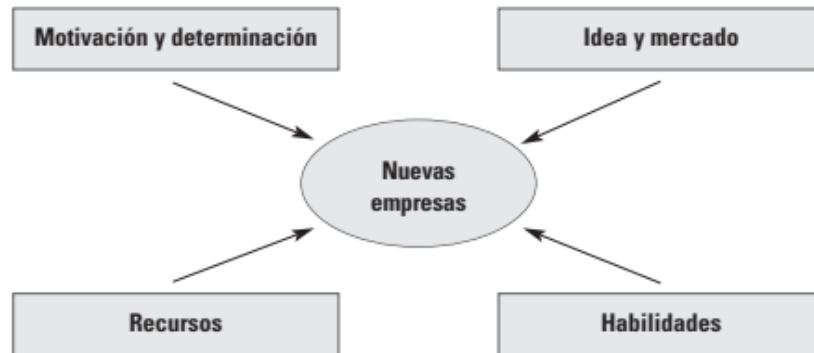 Motivación y determinación
Idea y mercado
Nuevas
empresas
Recursos
Habilidades